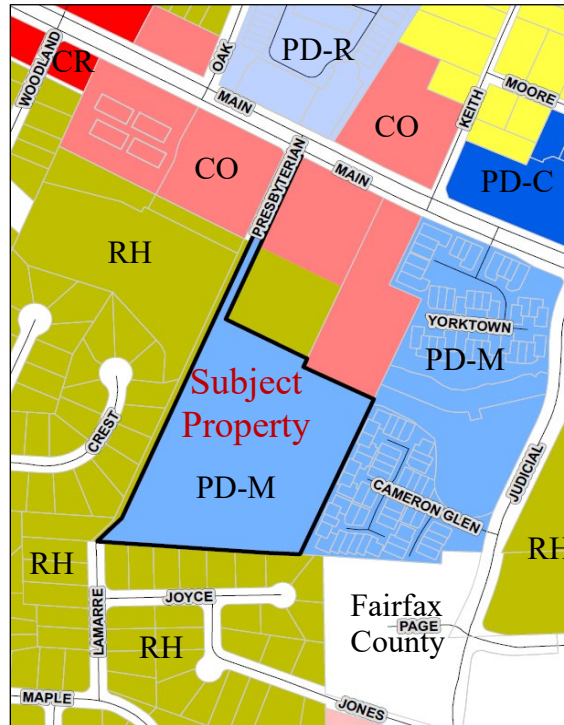 WOODLAND
CR
OAK
PD-R
MAIN
CO
KEITH
MOORE
CO
PRESBYTERIAN
MAIN
PD-C
RH
YORKTOWN
PD-M
Subject
Property
CREST
PD-M
CAMERON GLEN
JUDICIAL
RH
RH
LAMARRE
JOYCE
RH
Fairfax
County
PAGE
MAPLE
JONES